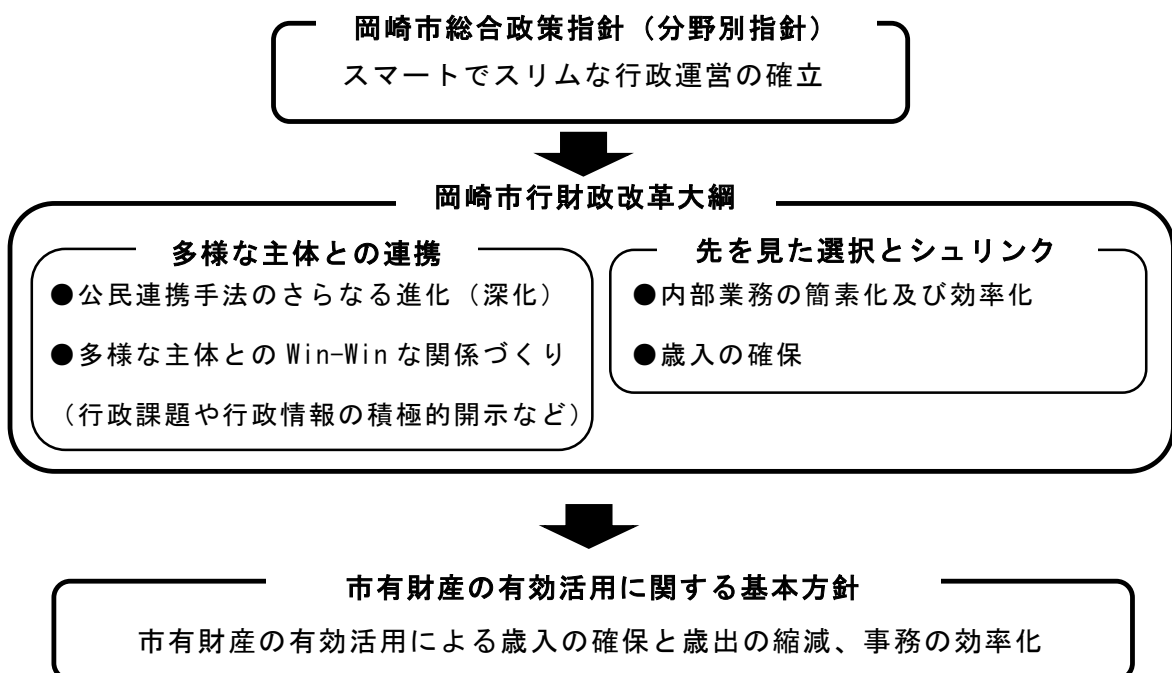 岡崎市総合政策指針（分野別指針）
スマートでスリムな行政運営の確立
岡崎市行財政改革大綱
多様な主体との連携
●公民連携手法のさらなる進化（深化）
●多様な主体との Win-Win な関係づくり
（行政課題や行政情報の積極的開示など）
先を見た選択とシュリンク
●内部業務の簡素化及び効率化
●歳入の確保
市有財産の有効活用に関する基本方針
市有財産の有効活用による歳入の確保と歳出の縮減、事務の効率化